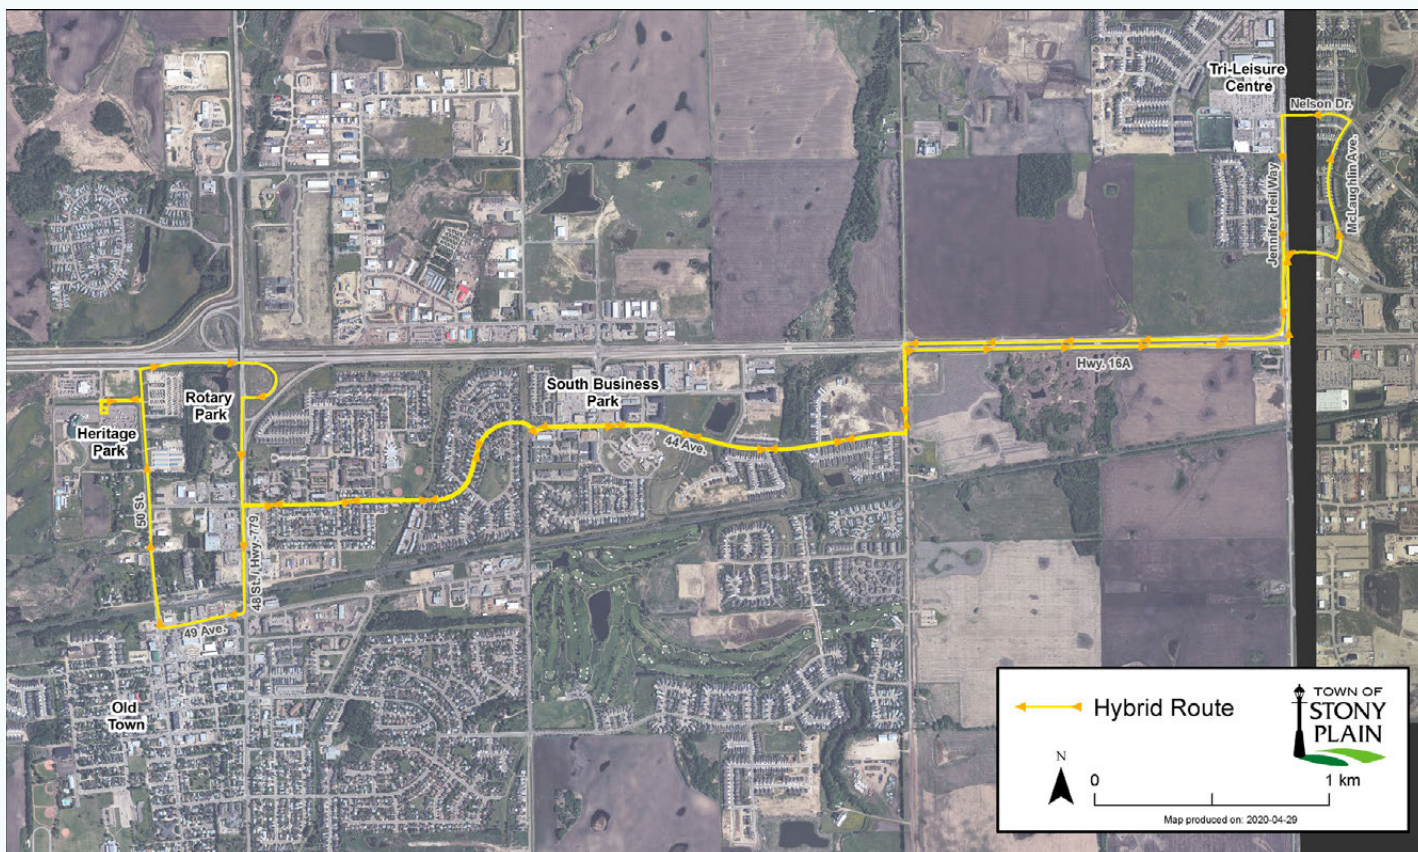 Tri-Leisure
Centre
Nelson Dr.
McLaughlin Ave.
Jennifer Heil Way
Hwy. 16A
South Business
Park
44 Ave.
Rotary
Park
Heritage
Park
50 St.
48 St. / Hwy. 779
49 Ave.
Old
Town
Hybrid Route
TOWN OF
STONY
PLAIN
N
0
1 km
Map produced on: 2020-04-29